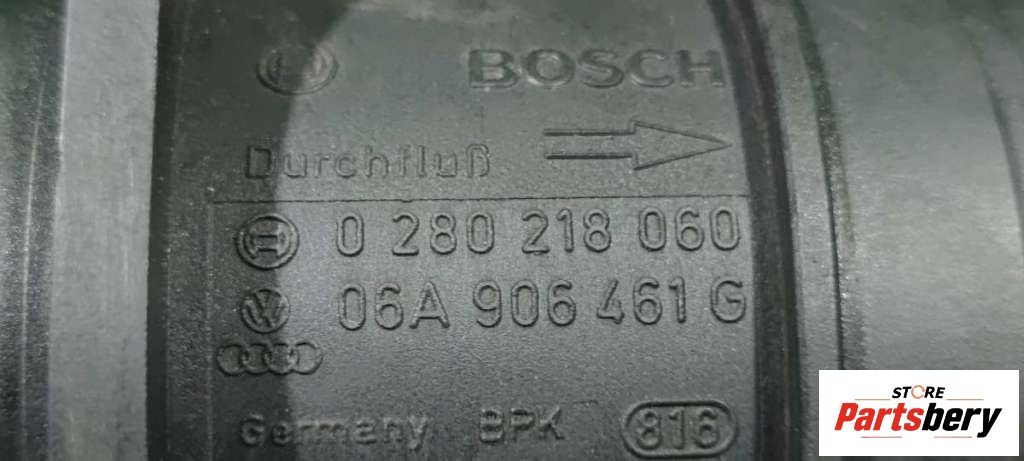 BOSCH
Durchfluß
0 280 218 060
06A 906 461 G
Germany BPK 816
STORE
Partsbery